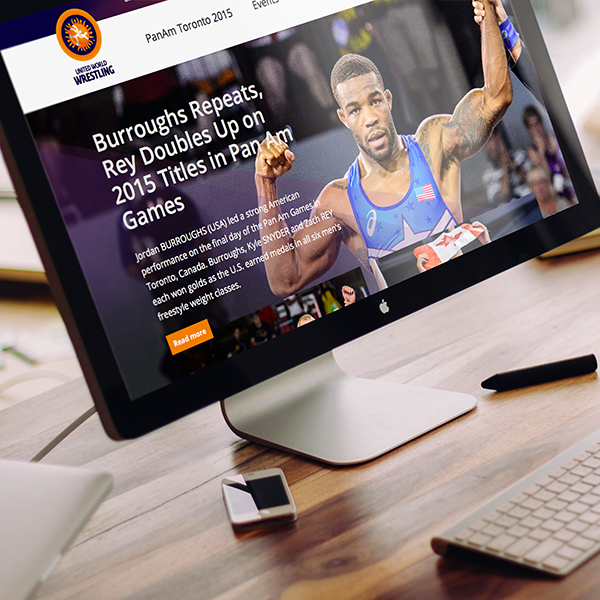 UNITED WORLD
WRESTLING
PanAm Toronto 2015
Events
Burroughs Repeats,
Rey Doubles Up on
2015 Titles in Pan Am
Games
Jordan BURROUGHS (USA) led a strong American
performance on the final day of the Pan Am Games in
Toronto, Canada. Burroughs, Kyle SNYDER and Zach REY
each won golds as the U.S. earned medals in all six men's
freestyle weight classes.
Read more